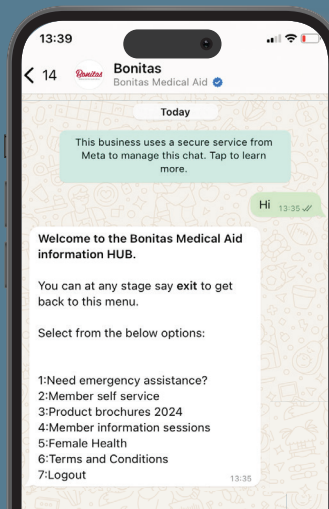 13:39
14
Bonitas
Bonitas
Bonitas Medical Aid
Today
This business uses a secure service from
Meta to manage this chat. Tap to learn
more.
Hi 13:35
Welcome to the Bonitas Medical Aid
information HUB.
You can at any stage say exit to get
back to this menu.
Select from the below options:
1:Need emergency assistance?
2:Member self service
3:Product brochures 2024
4:Member information sessions
5:Female Health
6:Terms and Conditions
7:Logout
13:35